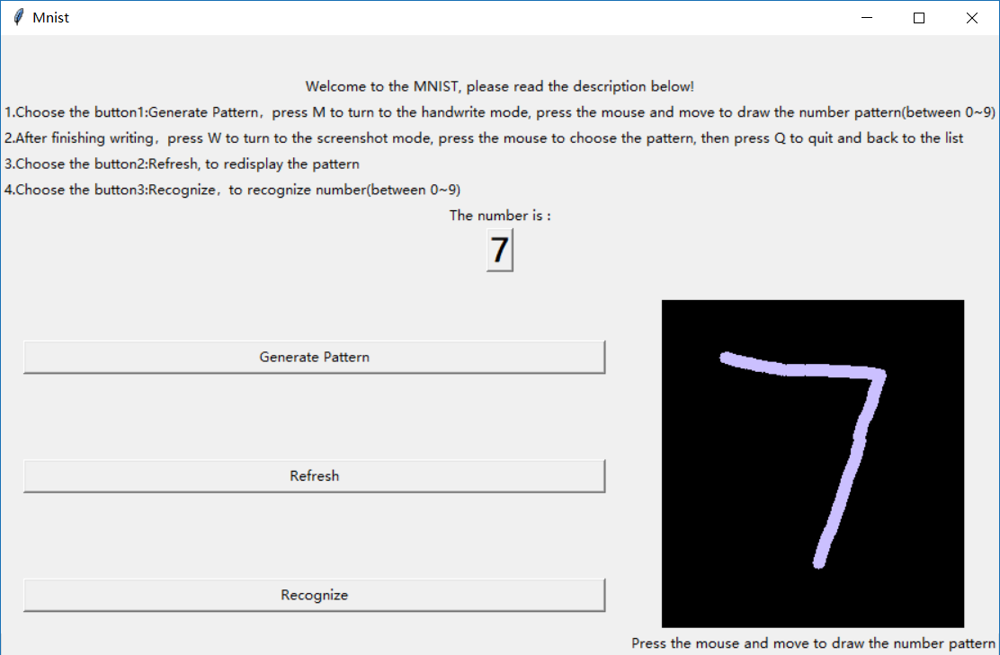 Mnist
Welcome to the MNIST, please read the description below!
1.Choose the button1:Generate Pattern，press M to turn to the handwrite mode, press the mouse and move to draw the number pattern(between 0~9)
2.After finishing writing，press W to turn to the screenshot mode, press the mouse to choose the pattern, then press Q to quit and back to the list
3.Choose the button2:Refresh, to redisplay the pattern
4.Choose the button3:Recognize，to recognize number(between 0~9)
The number is :
7
Generate Pattern
Refresh
Recognize
7
Press the mouse and move to draw the number pattern